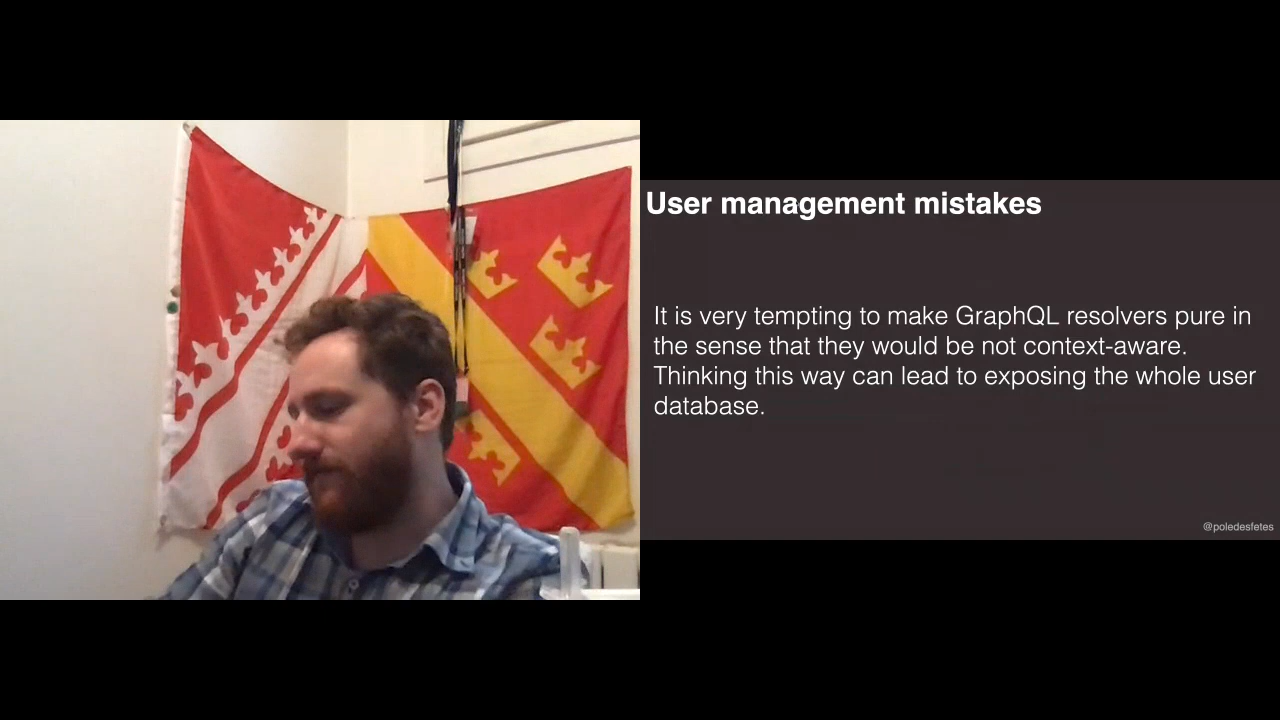 User management mistakes
It is very tempting to make GraphQL resolvers pure in
the sense that they would be not context-aware.
Thinking this way can lead to exposing the whole user
database.
@poledesfetes